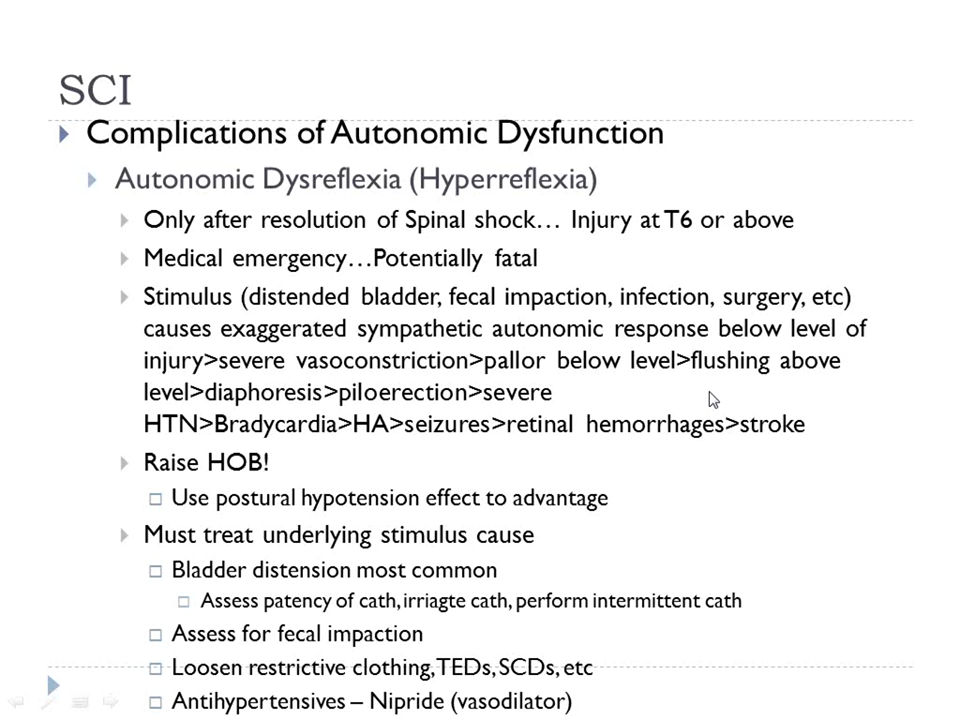 SCI
Complications of Autonomic Dysfunction
Autonomic Dysreflexia (Hyperreflexia)
Only after resolution of Spinal shock… Injury at T6 or above
Medical emergency…Potentially fatal
Stimulus (distended bladder, fecal impaction, infection, surgery, etc)
causes exaggerated sympathetic autonomic response below level of
injury>severe vasoconstriction>pallor below level>flushing above
level>diaphoresis>piloerection>severe
HTN>Bradycardia>HA>seizures>retinal hemorrhages>stroke
Raise HOB!
Use postural hypotension effect to advantage
Must treat underlying stimulus cause
Bladder distension most common
Assess patency of cath, irriagte cath, perform intermittent cath
Assess for fecal impaction
Loosen restrictive clothing, TEDs, SCDs, etc
Antihypertensives – Nipride (vasodilator)